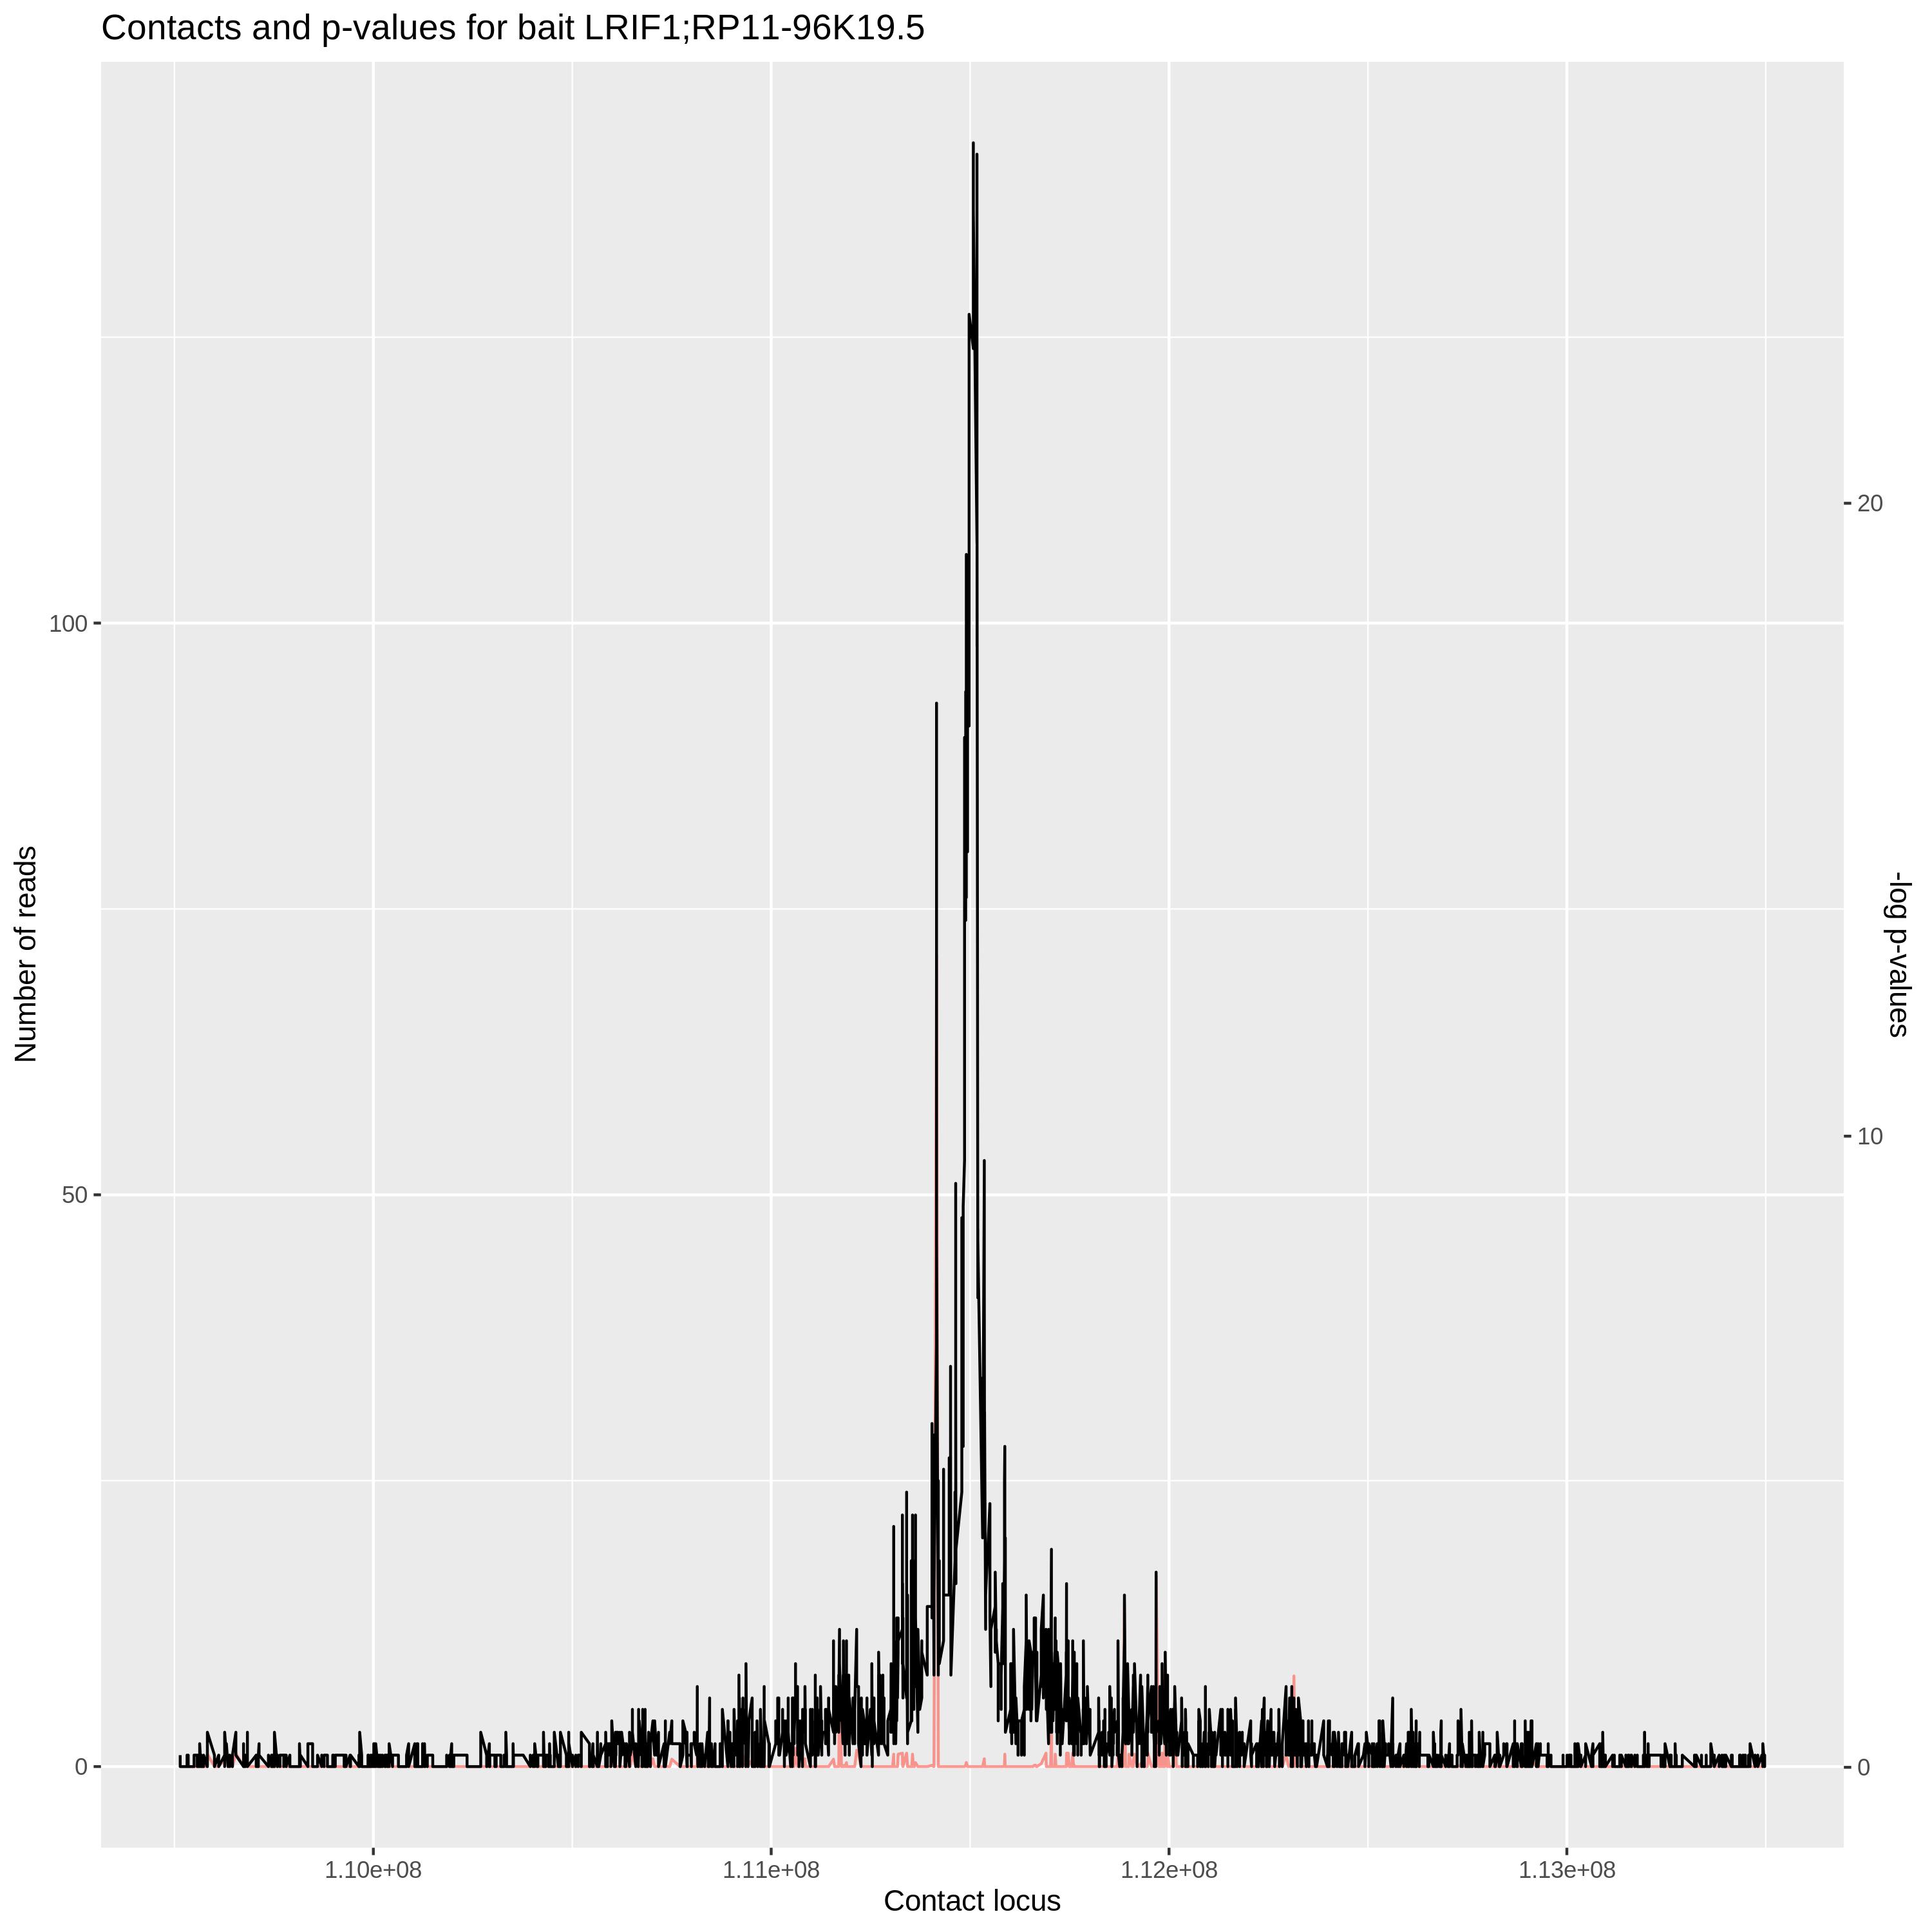 Contacts and p-values for bait LRIF1;RP11-96K19.5
Number of reads
100
50
0
20
10
0
-log p-values
1.10e+08
1.11e+08
1.12e+08
1.13e+08
Contact locus